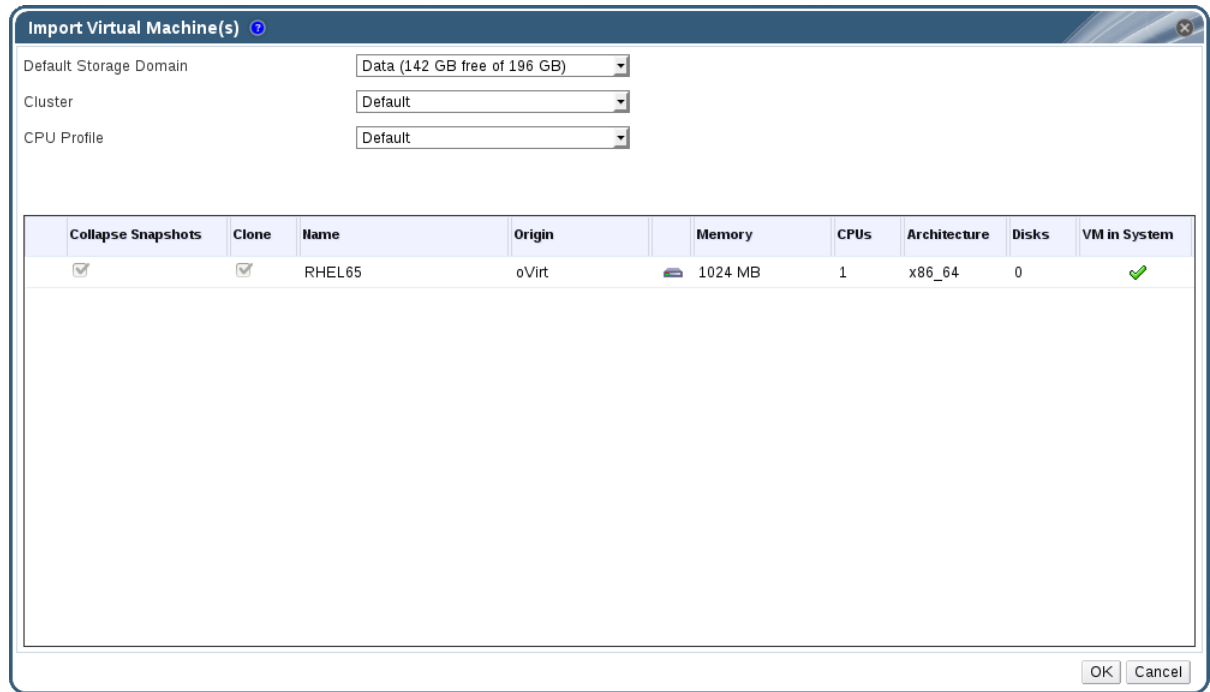 Import Virtual Machine(s) ?
Default Storage Domain Data (142 GB free of 196 GB)
Cluster Default
CPU Profile Default
Collapse Snapshots Clone Name Origin Memory CPUs Architecture Disks VM in System
RHEL65 oVirt 1024 MB 1 x86_64 0
OK Cancel